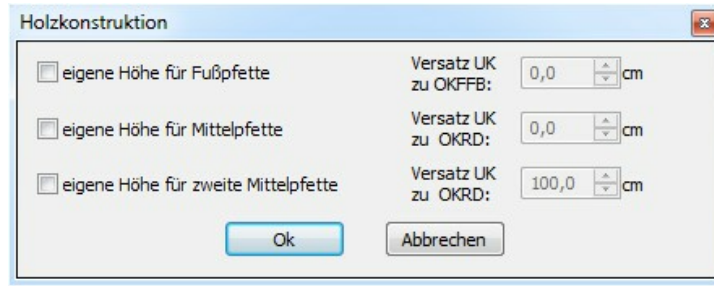 Holzkonstruktion
eigene Höhe für Fußpfette
Versatz UK
zu OKFFB:
0,0
cm
eigene Höhe für Mittelpfette
Versatz UK
zu OKRD:
0,0
cm
eigene Höhe für zweite Mittelpfette
Versatz UK
zu OKRD:
100,0
cm
Ok
Abbrechen